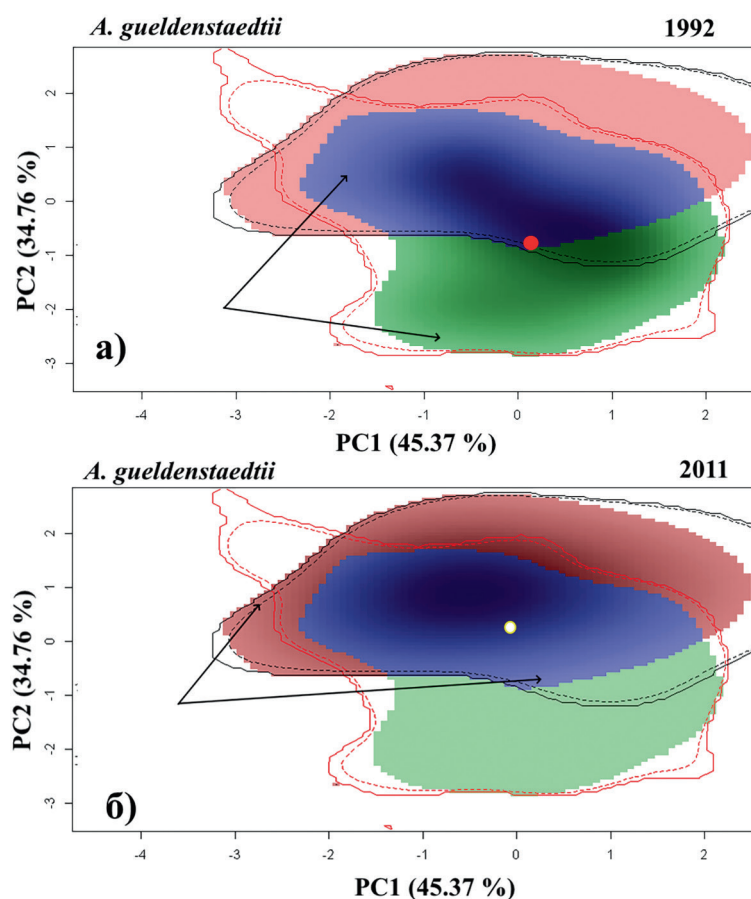 A. gueldenstaedtii 1992
2
1
0
-1
-2
-3
PC2 (34.76 %)
а)
-4 -3 -2 -1 0 1 2
PC1 (45.37 %)
A. gueldenstaedtii 2011
2
1
0
-1
-2
-3
PC2 (34.76 %)
б)
-4 -3 -2 -1 0 1 2
PC1 (45.37 %)